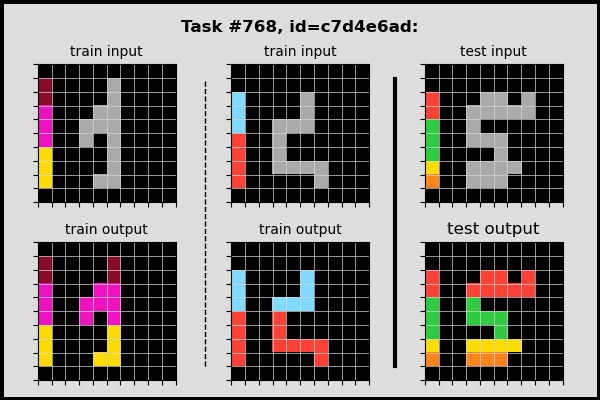 Task #768, id=c7d4e6ad:
train input
train input
test input
train output
train output
test output